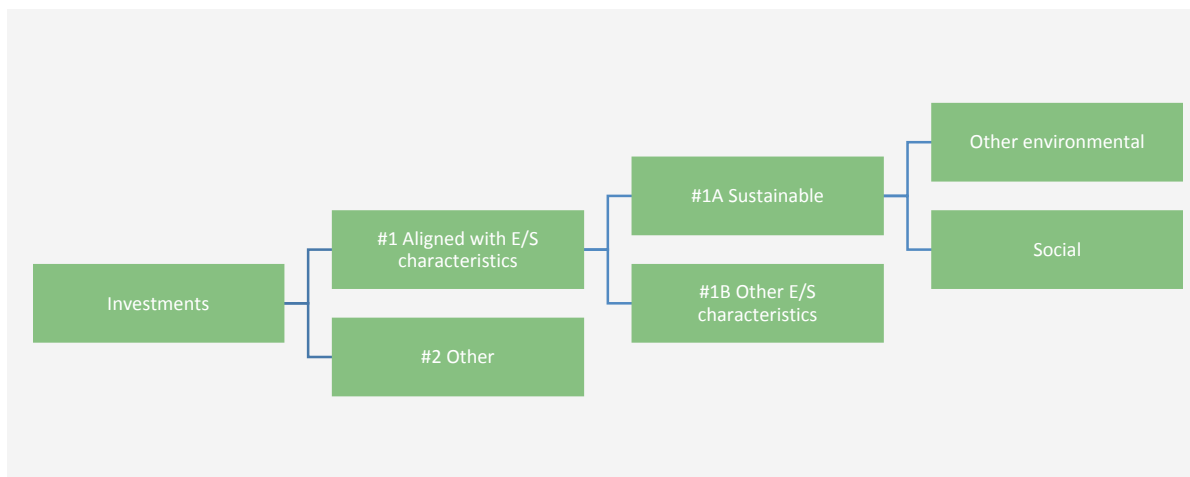 Investments
#1 Aligned with E/S
characteristics
#2 Other
#1A Sustainable
#1B Other E/S
characteristics
Other environmental
Social